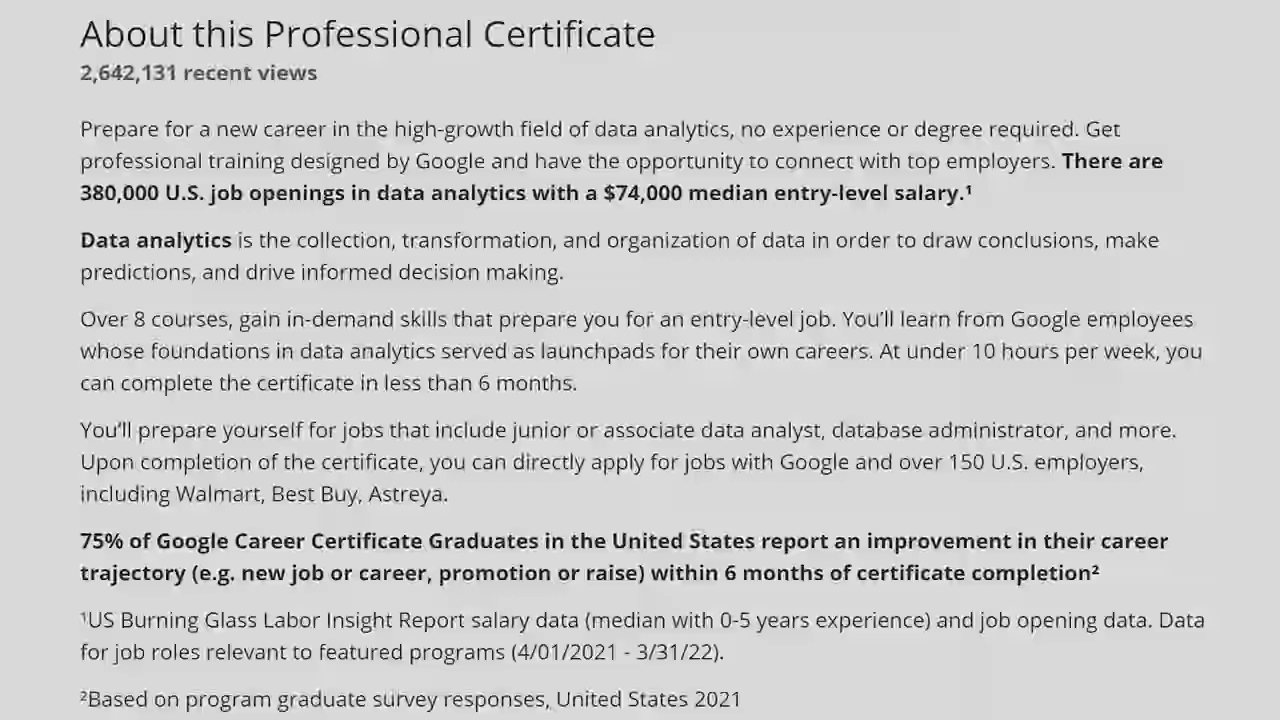 About this Professional Certificate
2,642,131 recent views
Prepare for a new career in the high-growth field of data analytics, no experience or degree required. Get
professional training designed by Google and have the opportunity to connect with top employers. There are
380,000 U.S. job openings in data analytics with a $74,000 median entry-level salary.¹
Data analytics is the collection, transformation, and organization of data in order to draw conclusions, make
predictions, and drive informed decision making.
Over 8 courses, gain in-demand skills that prepare you for an entry-level job. You'll learn from Google employees
whose foundations in data analytics served as launchpads for their own careers. At under 10 hours per week, you
can complete the certificate in less than 6 months.
You'll prepare yourself for jobs that include junior or associate data analyst, database administrator, and more.
Upon completion of the certificate, you can directly apply for jobs with Google and over 150 U.S. employers,
including Walmart, Best Buy, Astreya.
75% of Google Career Certificate Graduates in the United States report an improvement in their career
trajectory (e.g. new job or career, promotion or raise) within 6 months of certificate completion²
¹US Burning Glass Labor Insight Report salary data (median with 0-5 years experience) and job opening data. Data
for job roles relevant to featured programs (4/01/2021 - 3/31/22).
²Based on program graduate survey responses, United States 2021